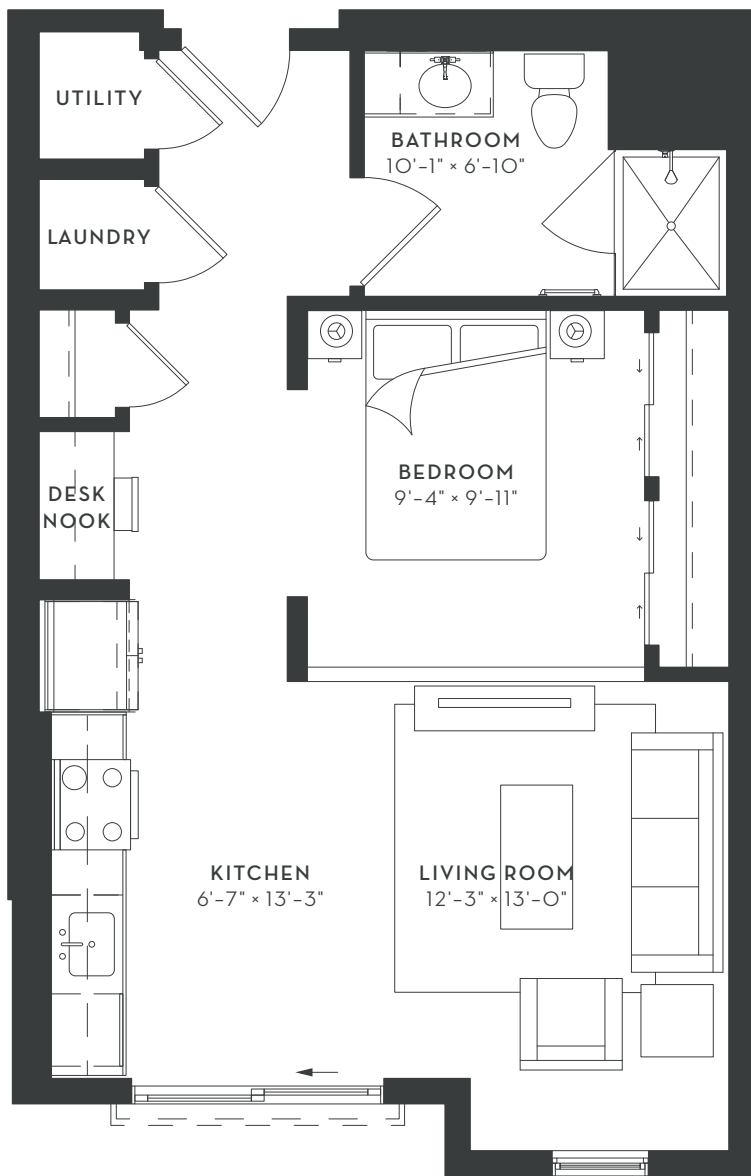 UTILITY
BATHROOM
10'-1" × 6'-10"
LAUNDRY
BEDROOM
9'-4" × 9'-11"
DESK
NOOK
KITCHEN
6'-7" × 13'-3"
LIVING ROOM
12'-3" × 13'-0"